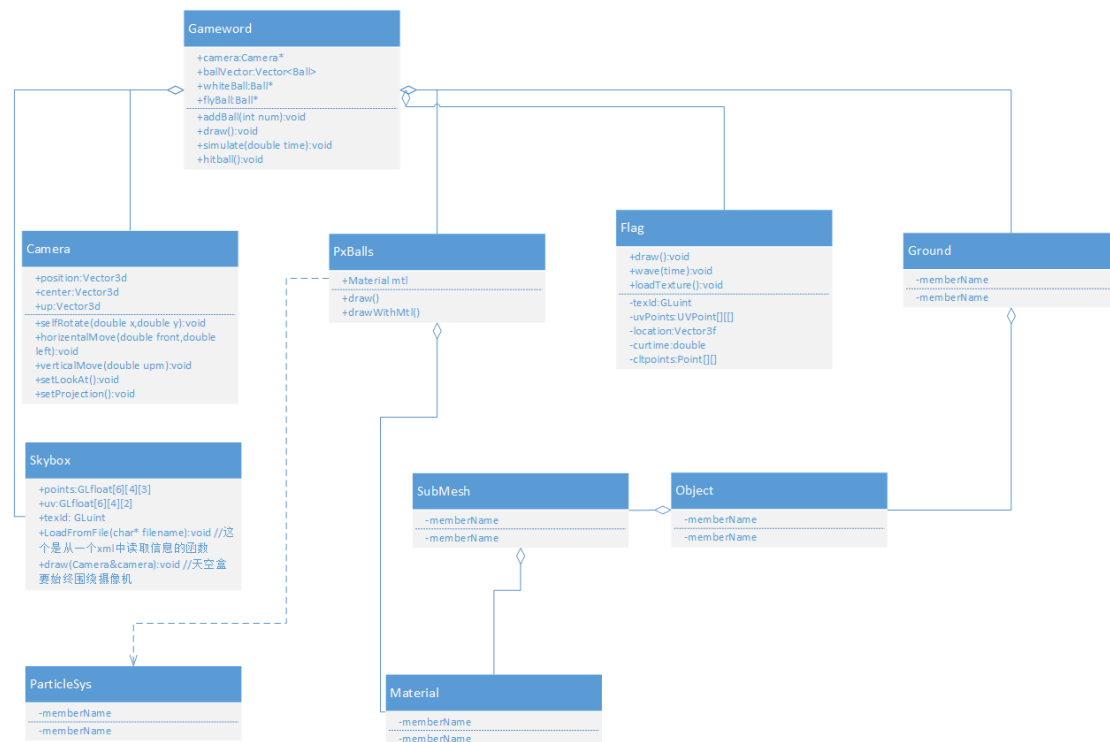 Gameword
+camera:Camera*
+ballVector:Vector<Ball>
+whiteBall:Ball*
+flyBall:Ball*
+addBall(int num):void
+draw():void
+simulate(double time):void
+hitball():void
Camera
+position:Vector3d
+center:Vector3d
+up:Vector3d
+selfRotate(double x,double y):void
+horizentalMove(double front,double
left):void
+verticalMove(double upm):void
+setLookAt():void
+setProjection():void
PxBalls
+Material mtl
+draw()
+drawWithMtl()
Flag
+draw():void
+wave(time):void
+loadTexture():void
-texId:GLuint
-uvPoints:UVPoint[][[]
-location:Vector3f
-curtime:double
-cltpoints:Point[][]
Ground
-memberName
-memberName
Skybox
+points:GLfloat[6][4][3]
+uv:GLfloat[6][4][2]
+texId: GLuint
+LoadFromFile(char* filename):void //这
个是从一个xml中读取信息的函数
+draw(Camera&camera):void //天空盒
要始终围绕摄像机
SubMesh
-memberName
-memberName
Object
-memberName
-memberName
ParticleSys
-memberName
-memberName
Material
-memberName
-memberName